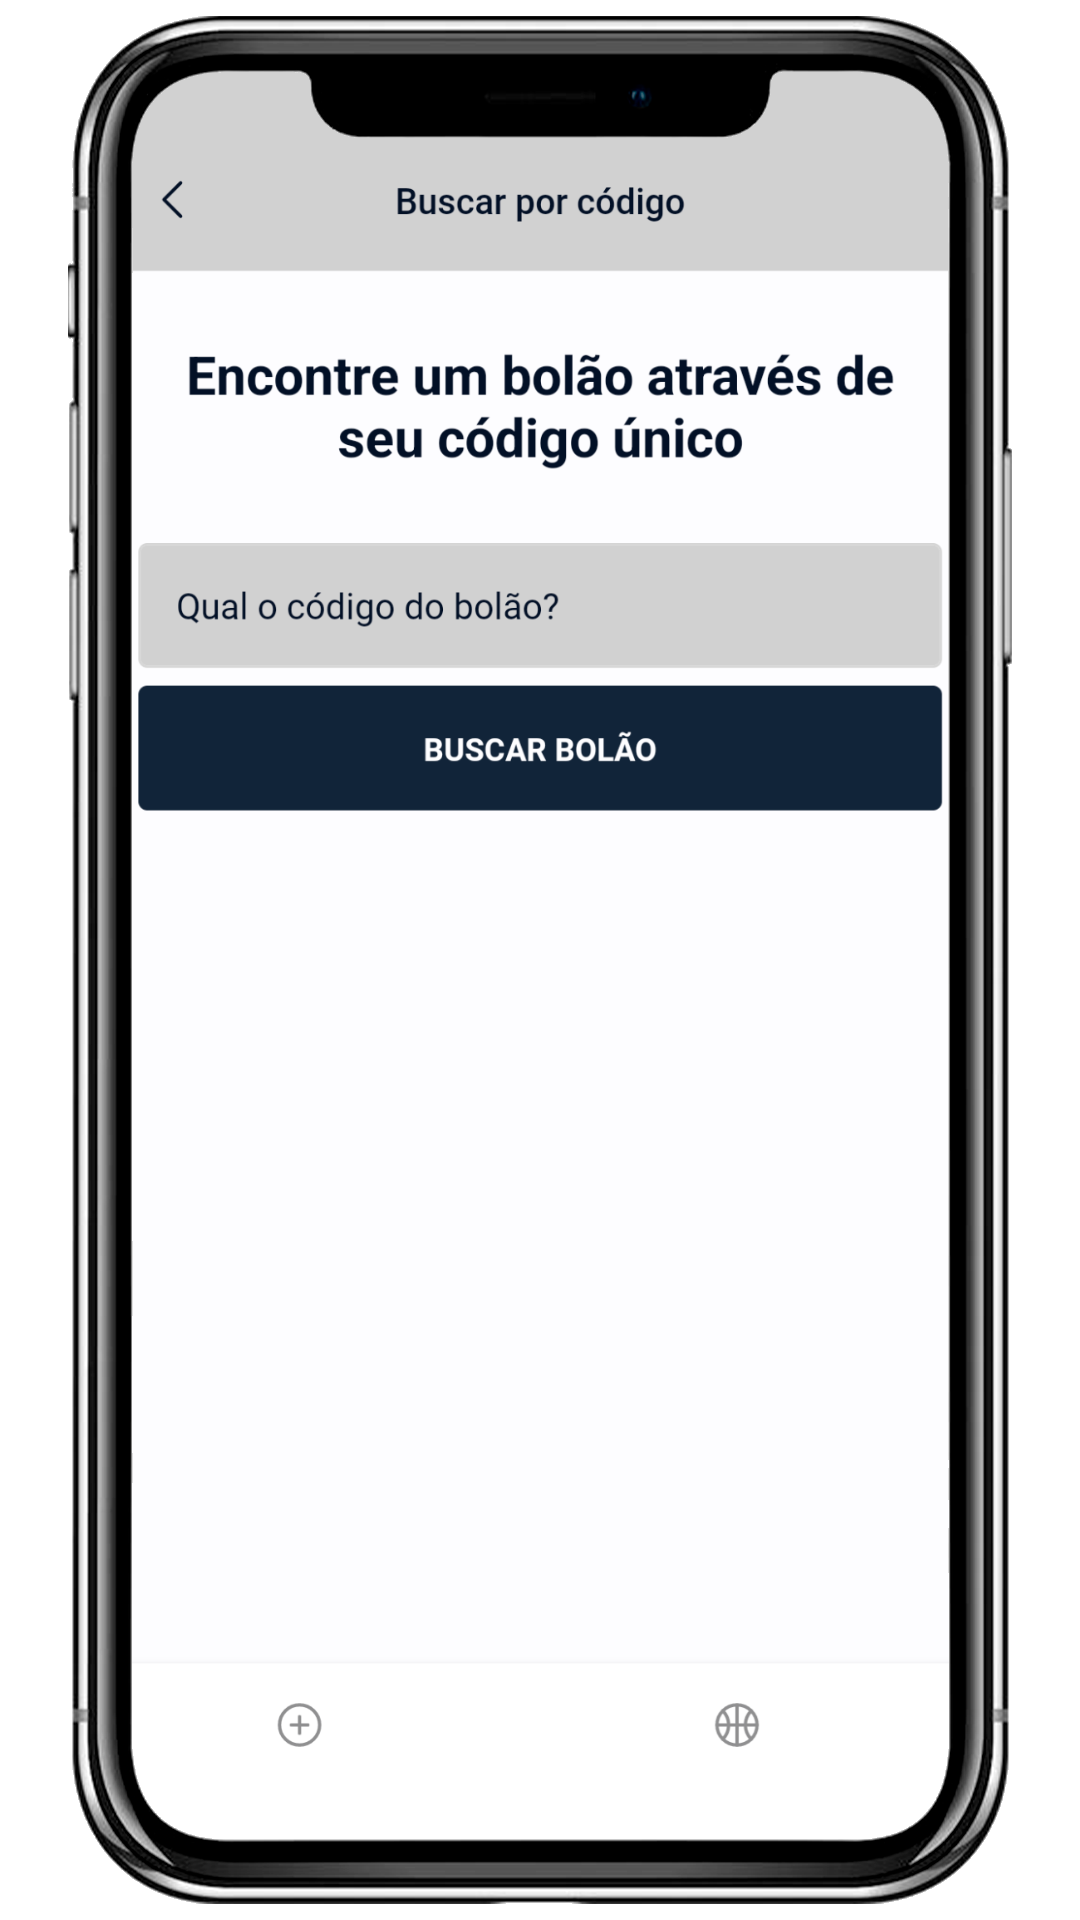 Buscar por código
Encontre um bolão através de
seu código único
Qual o código do bolão?
BUSCAR BOLÃO